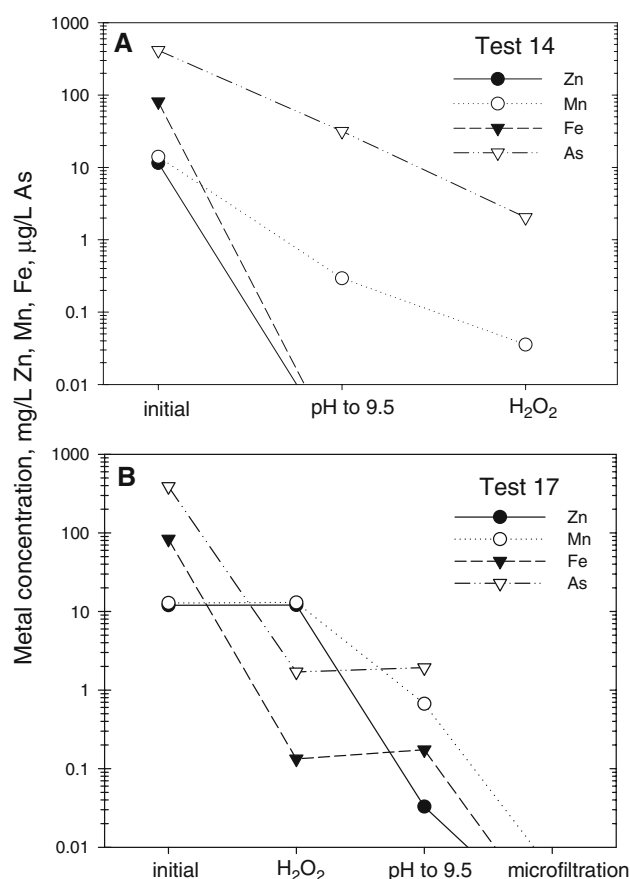 Metal concentration, mg/L Zn, Mn, Fe, µg/L As
A
Test 14
Zn
Mn
Fe
As
1000
100
10
1
0.1
0.01
initial
pH to 9.5
H₂O₂
B
Test 17
Zn
Mn
Fe
As
1000
100
10
1
0.1
0.01
initial
H₂O₂
pH to 9.5
microfiltration